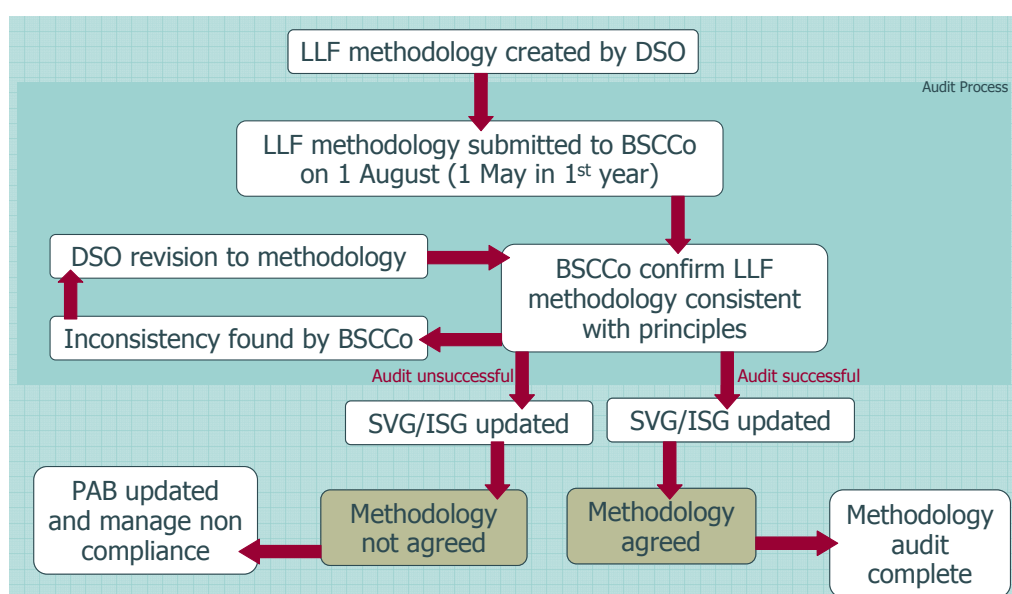 LLF methodology created by DSO
Audit Process
LLF methodology submitted to BSCCo
on 1 August (1 May in 1st year)
DSO revision to methodology
BSCCo confirm LLF
methodology consistent
with principles
Inconsistency found by BSCCo
Audit unsuccessful
Audit successful
SVG/ISG updated
SVG/ISG updated
PAB updated
and manage non
compliance
Methodology
not agreed
Methodology
agreed
Methodology
audit
complete